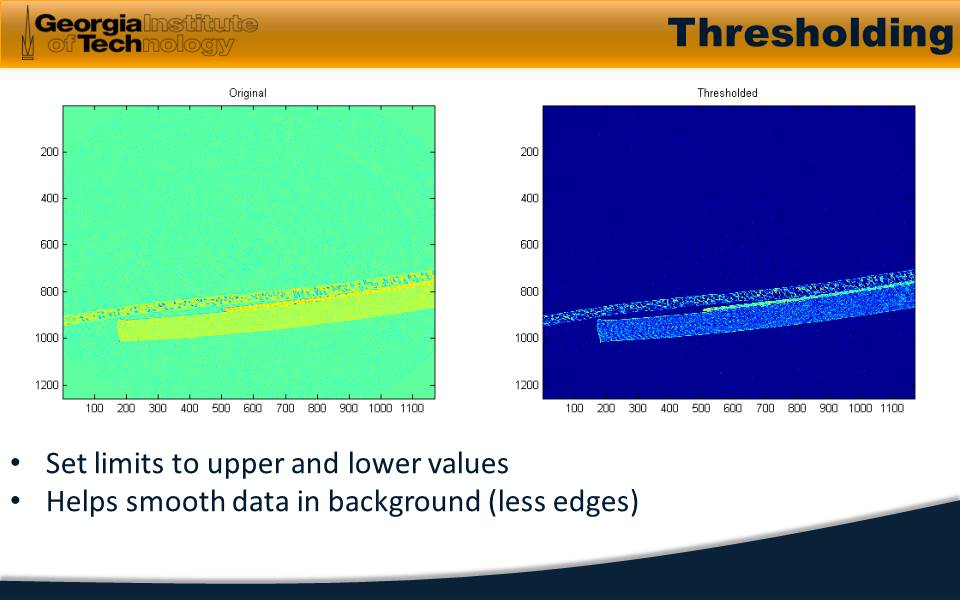 Georgia Institute
of Technology
Thresholding
Original
Thresholded
200
400
600
800
1000
1200
100 200 300 400 500 600 700 800 900 1000 1100
200
400
600
800
1000
1200
100 200 300 400 500 600 700 800 900 1000 1100
• Set limits to upper and lower values
• Helps smooth data in background (less edges)